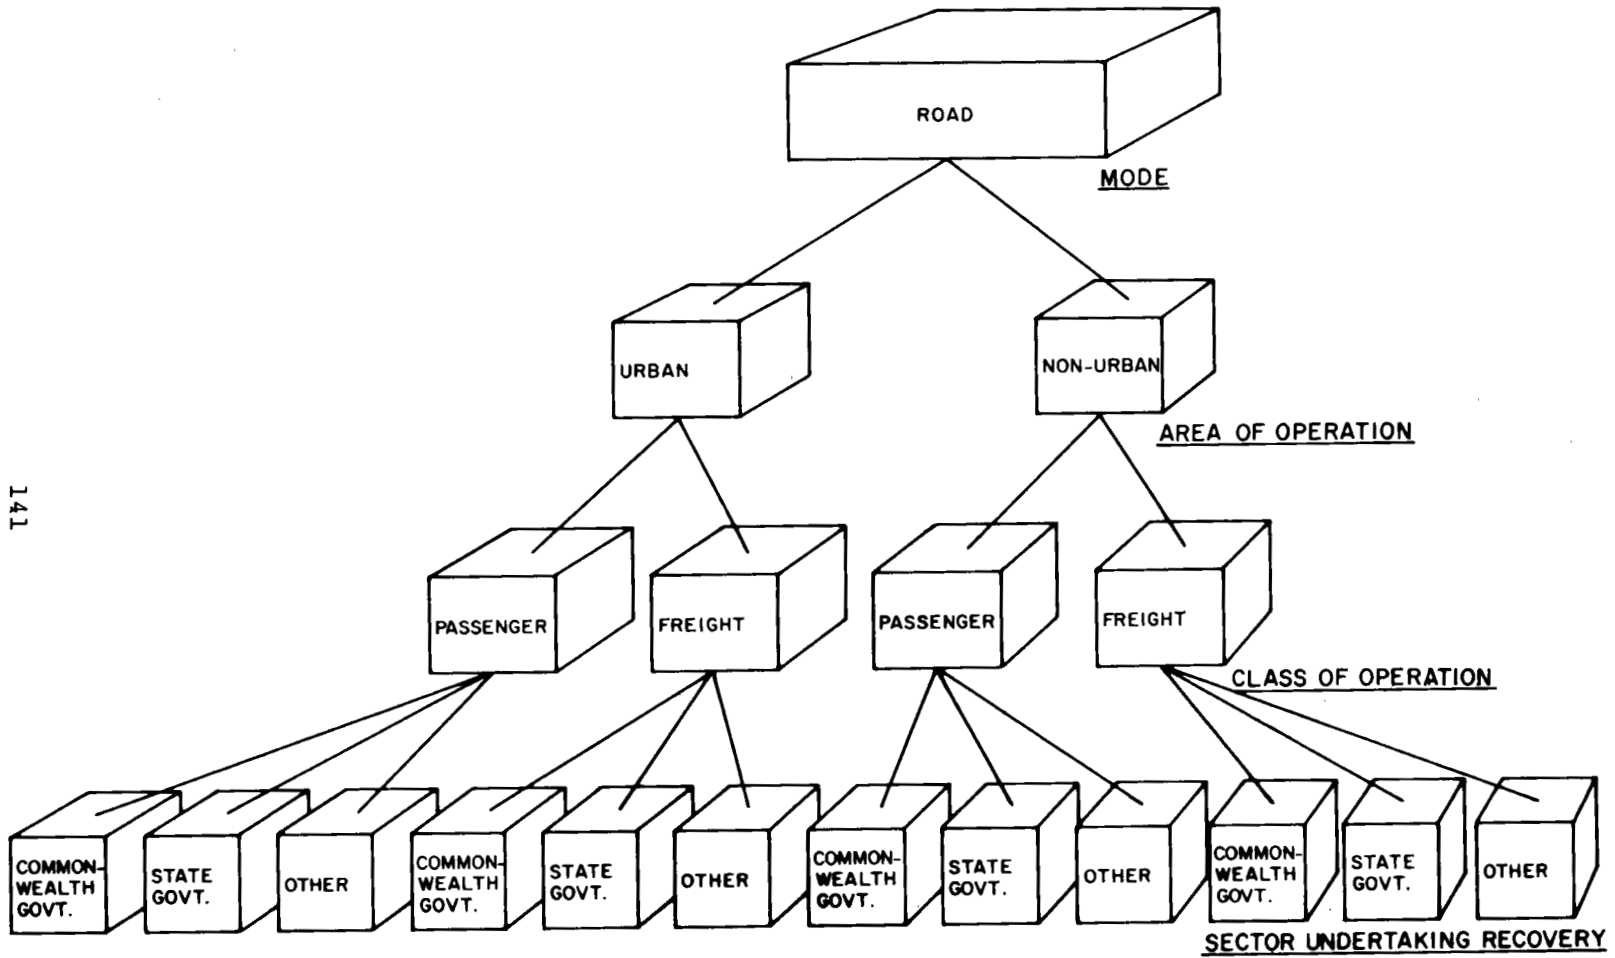 ROAD
MODE
URBAN
NON-URBAN
AREA OF OPERATION
141
PASSENGER
FREIGHT
PASSENGER
FREIGHT
CLASS OF OPERATION
COMMON-
WEALTH
GOVT.
STATE
GOVT.
OTHER
COMMON-
WEALTH
GOVT.
STATE
GOVT.
OTHER
COMMON-
WEALTH
GOVT.
STATE
GOVT.
OTHER
COMMON-
WEALTH
GOVT.
STATE
GOVT.
OTHER
SECTOR UNDERTAKING RECOVERY